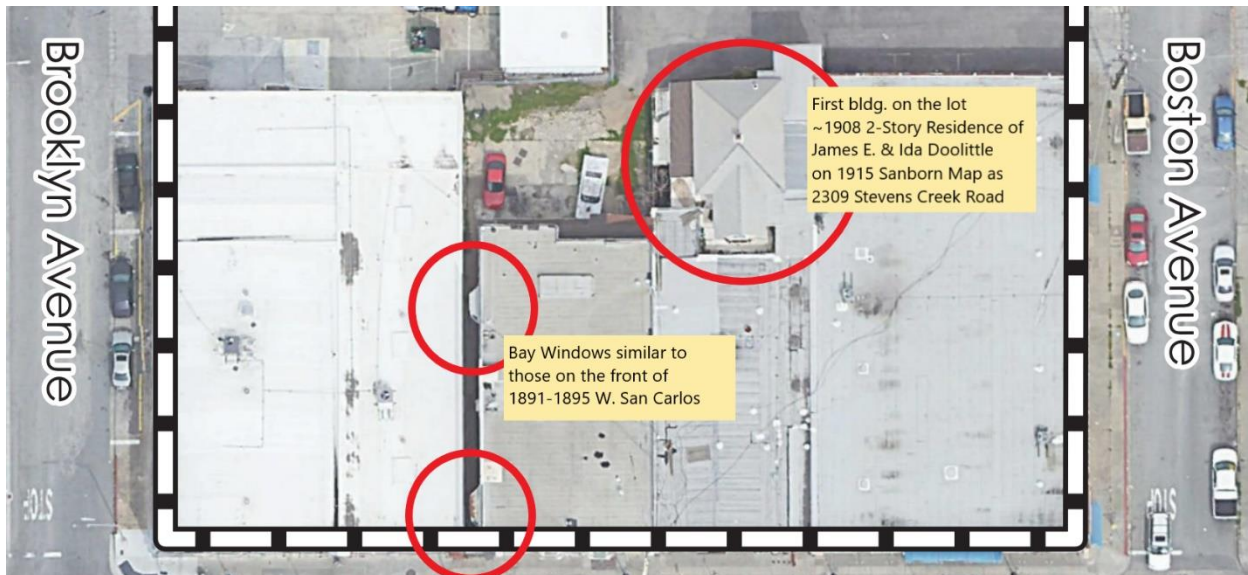 Brooklyn Avenue
Boston Avenue
First bldg. on the lot
~1908 2-Story Residence of
James E. & Ida Doolittle
on 1915 Sanborn Map as
2309 Stevens Creek Road
Bay Windows similar to
those on the front of
1891-1895 W. San Carlos
STOP
STOP